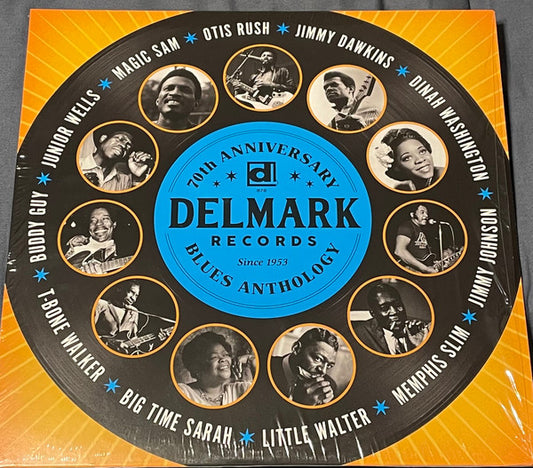 OTIS RUSH
JIMMY DAWKINS
DINAH WASHINGTON
JIMMY JOHNSON
MEMPHIS SLIM
LITTLE WALTER
BIG TIME SARAH
T-BONE WALKER
BUDDY GUY
JUNIOR WELLS
MAGIC SAM
70th ANNIVERSARY
d
DELMARK
RECORDS
Since 1953
BLUES ANTHOLOGY